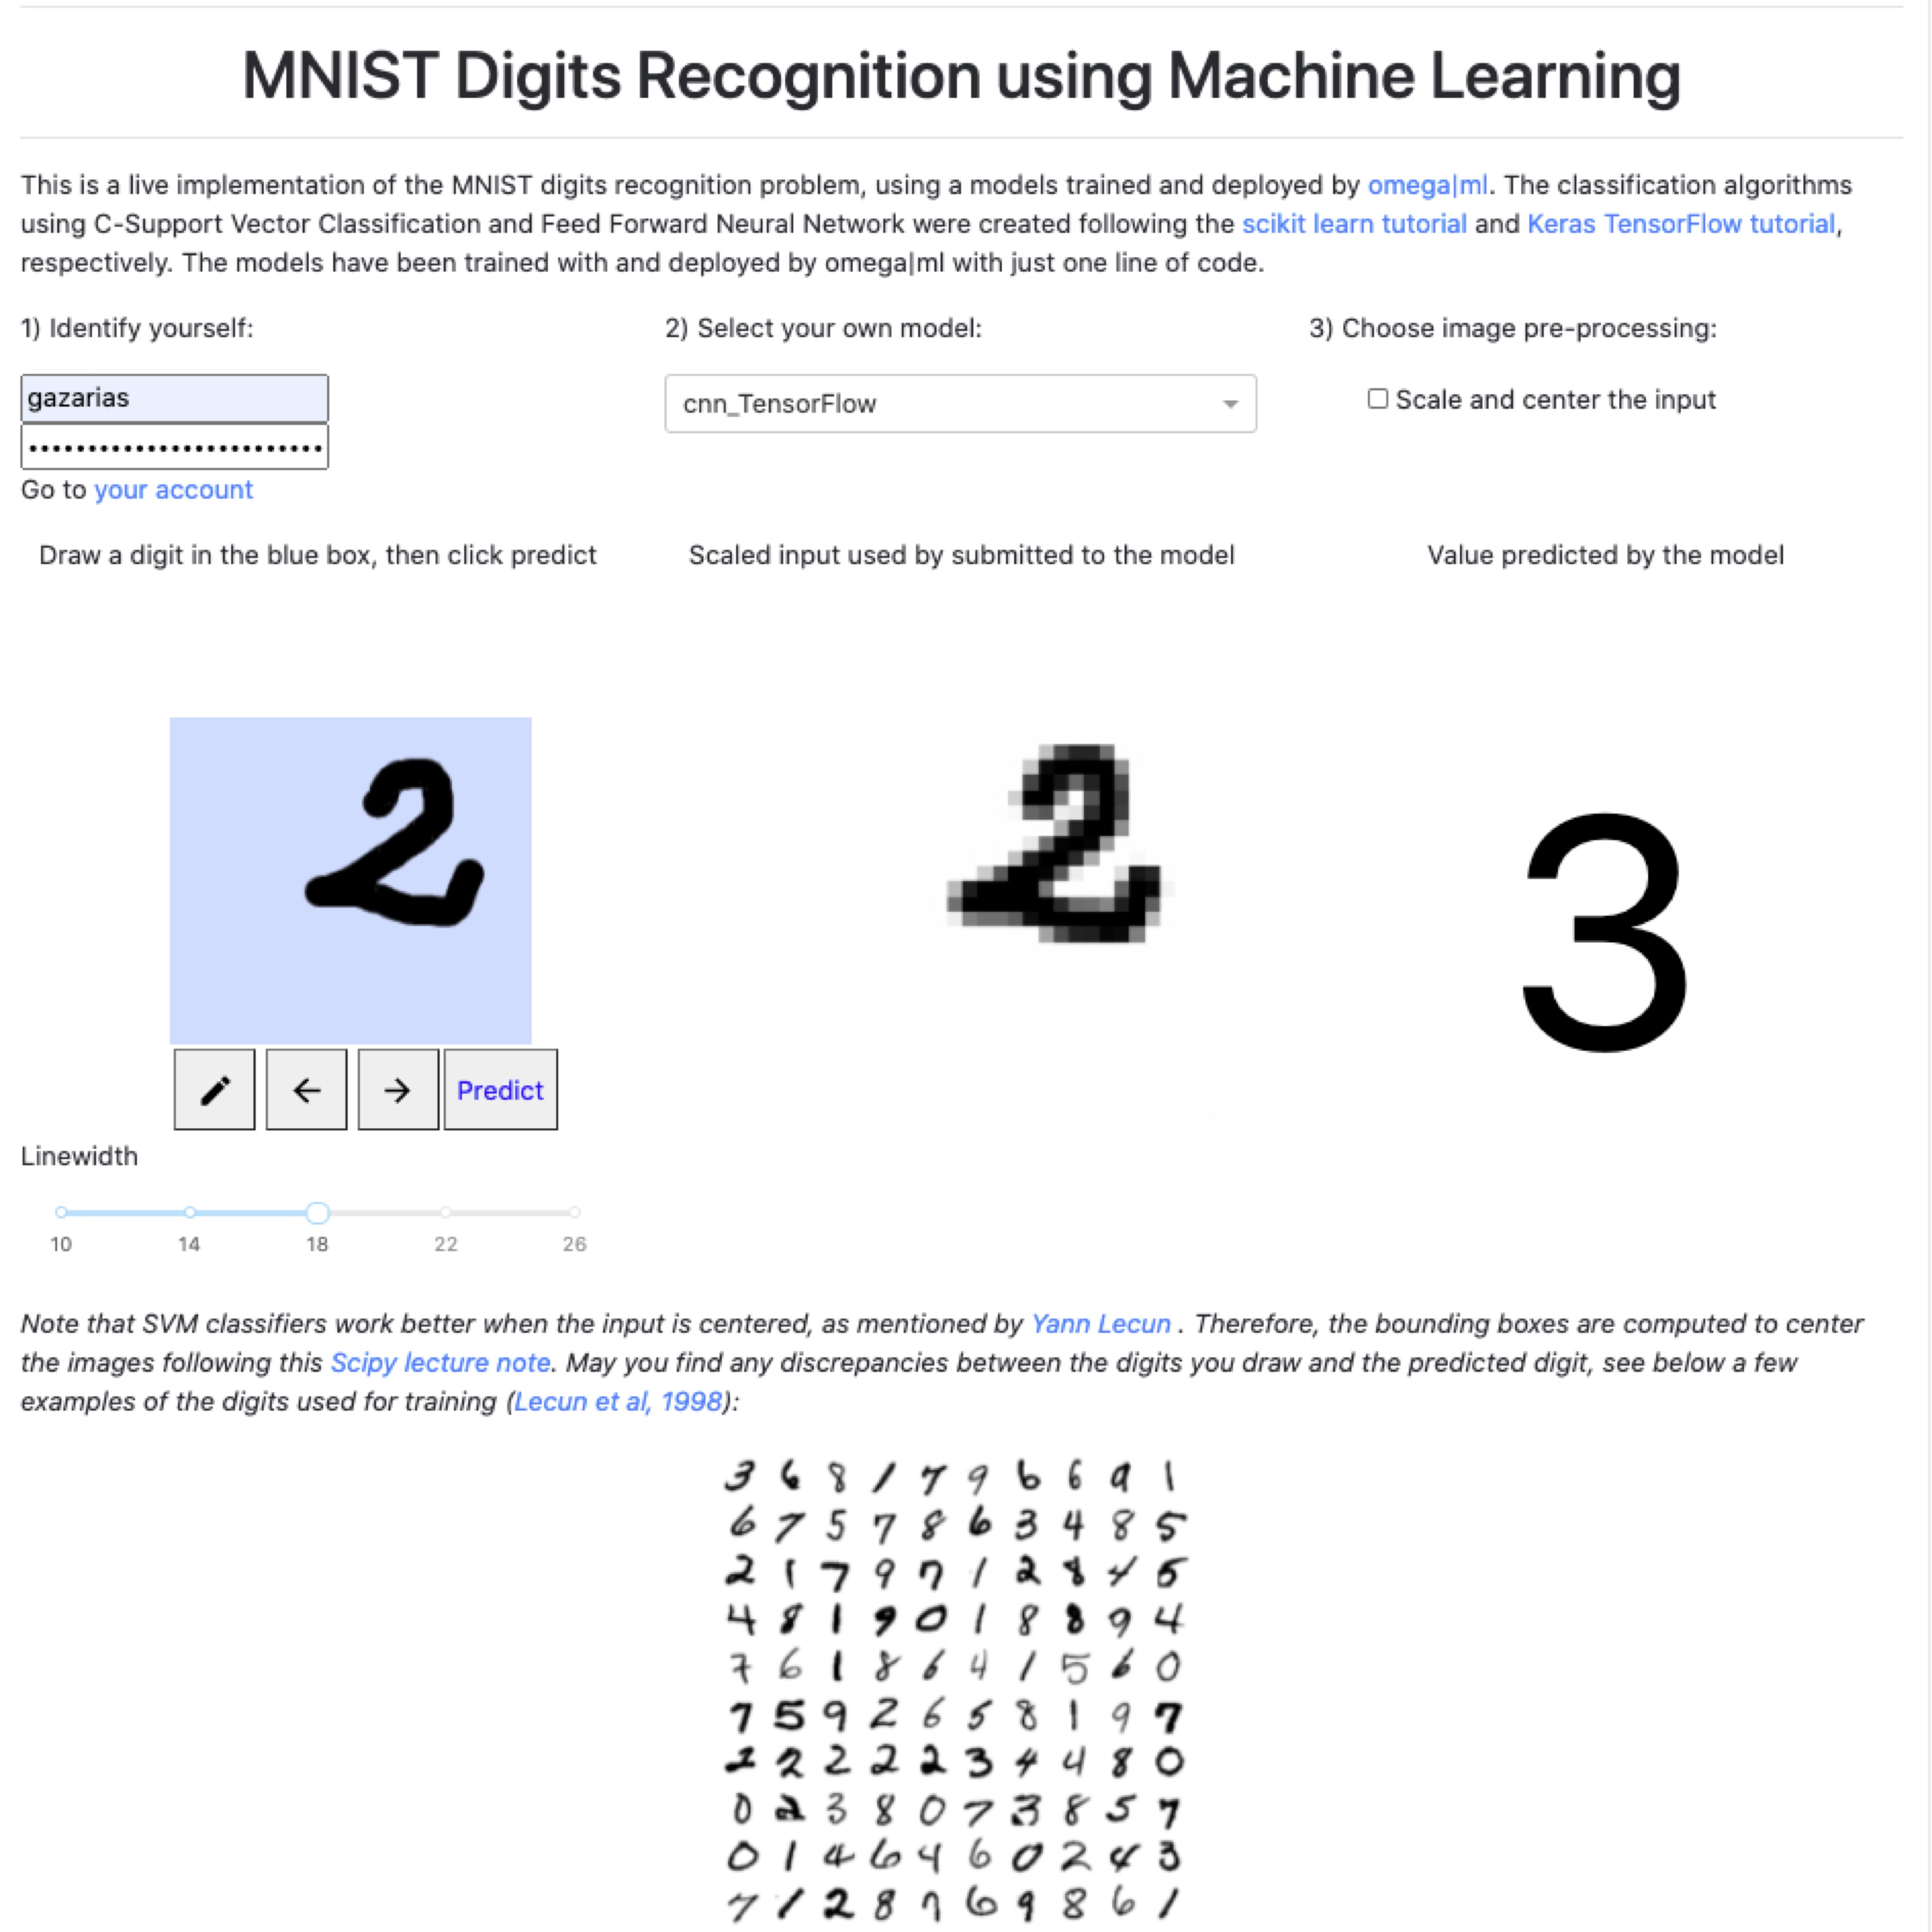 MNIST Digits Recognition using Machine Learning
This is a live implementation of the MNIST digits recognition problem, using a models trained and deployed by omega|ml. The classification algorithms
using C-Support Vector Classification and Feed Forward Neural Network were created following the scikit learn tutorial and Keras TensorFlow tutorial,
respectively. The models have been trained with and deployed by omega|ml with just one line of code.
1) Identify yourself:
gazarias
Go to your account
2) Select your own model:
cnn_TensorFlow
3) Choose image pre-processing:
Scale and center the input
Draw a digit in the blue box, then click predict
2
Predict
Scaled input used by submitted to the model
2
Value predicted by the model
3
Linewidth
10 14 18 22 26
Note that SVM classifiers work better when the input is centered, as mentioned by Yann Lecun . Therefore, the bounding boxes are computed to center
the images following this Scipy lecture note. May you find any discrepancies between the digits you draw and the predicted digit, see below a few
examples of the digits used for training (Lecun et al, 1998):
3 6 8 1 7 9 6 6 9 1
6 7 5 7 8 6 3 4 8 5
2 1 7 9 7 1 2 8 4 5
4 8 1 9 0 1 8 8 9 4
7 6 1 8 6 4 1 5 6 0
7 5 9 2 6 5 8 1 9 7
2 2 2 2 2 3 4 4 8 0
0 2 3 8 0 7 3 8 5 7
0 1 4 6 4 6 0 2 4 3
7 1 2 8 7 6 9 8 6 1